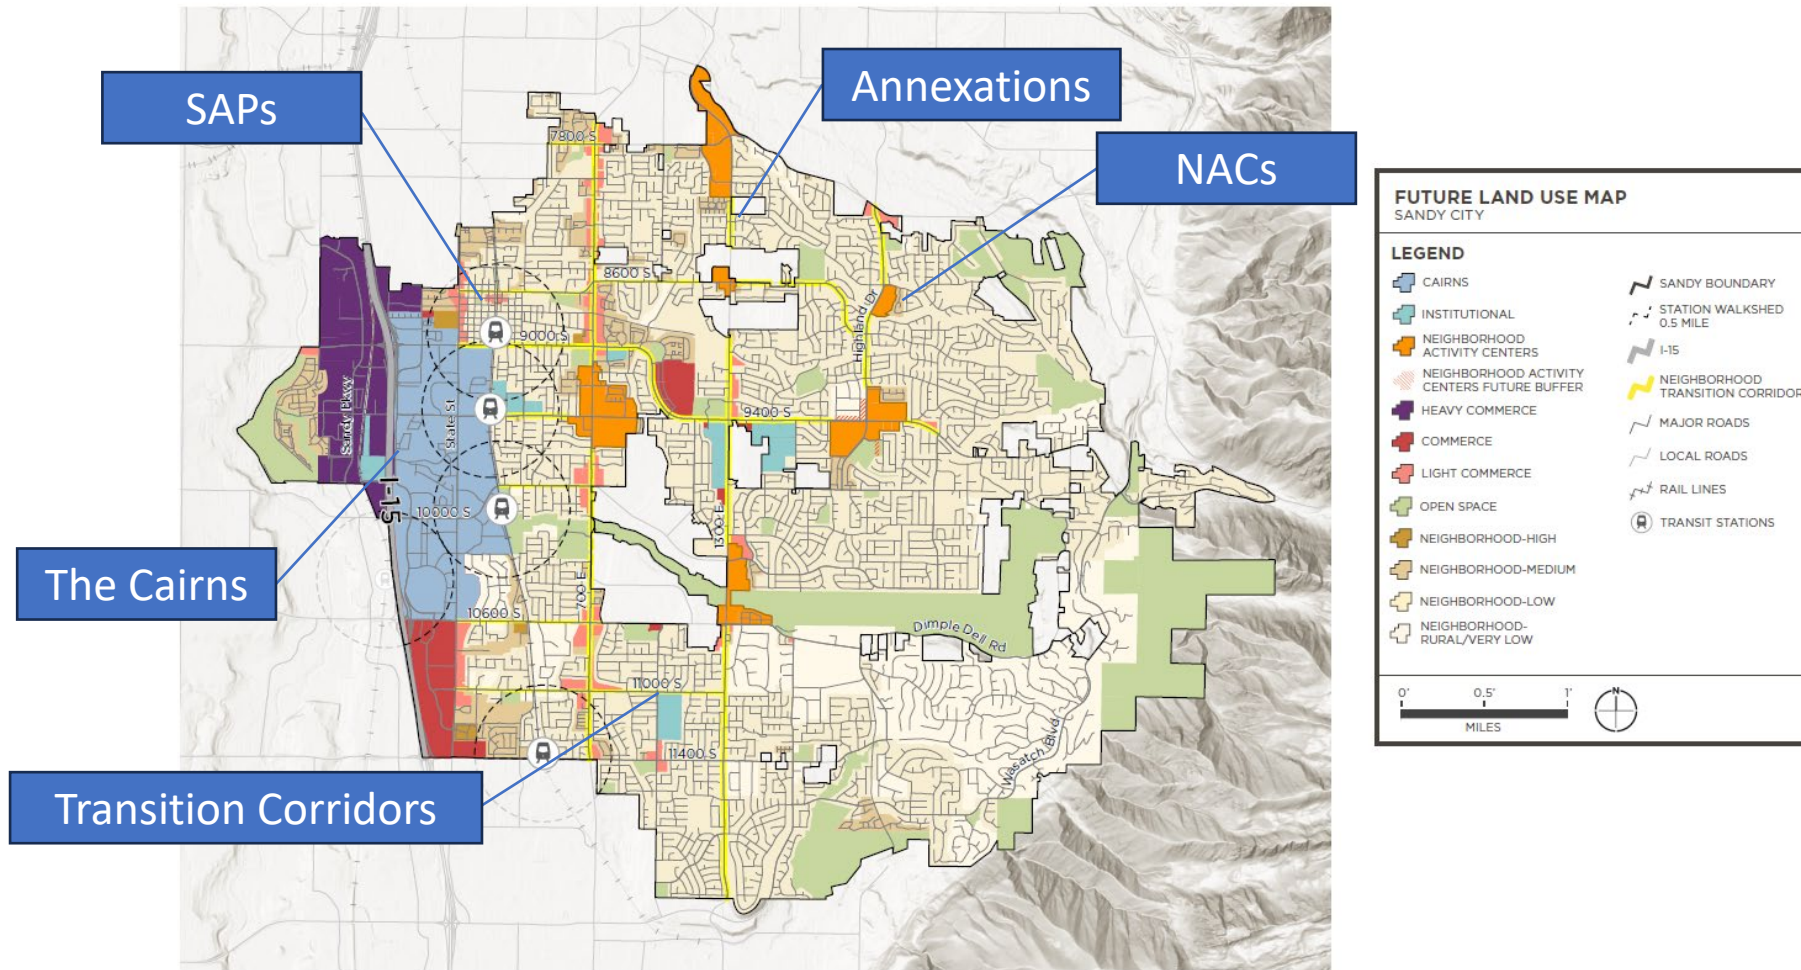 SAPs
Annexations
NACs
The Cairns
Transition Corridors
7800 S
8600 S
9000 S
Highland Dr
9400 S
Sandy Pkwy
State St
I-15
10000 S
1300 E
700 E
10600 S
Dimple Dell Rd
11000 S
11400 S
Wasatch Blvd
FUTURE LAND USE MAP
SANDY CITY
LEGEND
CAIRNS
INSTITUTIONAL
NEIGHBORHOOD
ACTIVITY CENTERS
NEIGHBORHOOD ACTIVITY
CENTERS FUTURE BUFFER
HEAVY COMMERCE
COMMERCE
LIGHT COMMERCE
OPEN SPACE
NEIGHBORHOOD-HIGH
NEIGHBORHOOD-MEDIUM
NEIGHBORHOOD-LOW
NEIGHBORHOOD-
RURAL/VERY LOW
SANDY BOUNDARY
STATION WALKSHED
0.5 MILE
I-15
NEIGHBORHOOD
TRANSITION CORRIDOR
MAJOR ROADS
LOCAL ROADS
RAIL LINES
TRANSIT STATIONS
0' 0.5' 1'
MILES
N